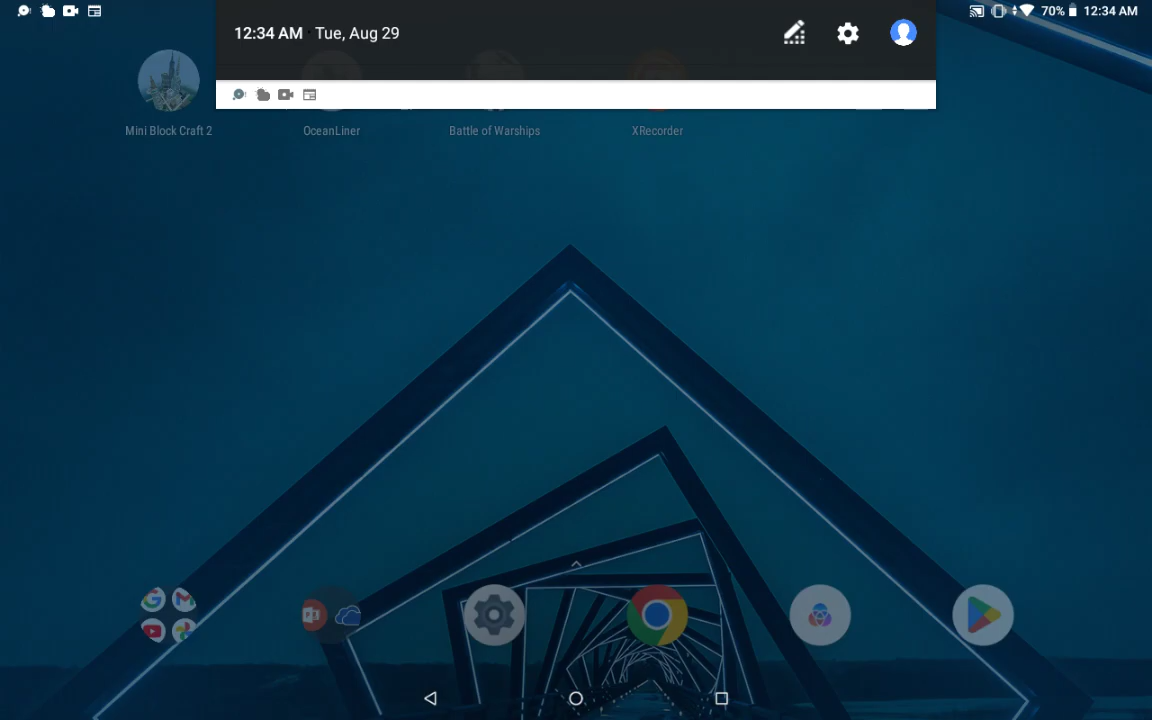 70% 12:34 AM
12:34 AM · Tue, Aug 29
Mini Block Craft 2
OceanLiner
Battle of Warships
XRecorder